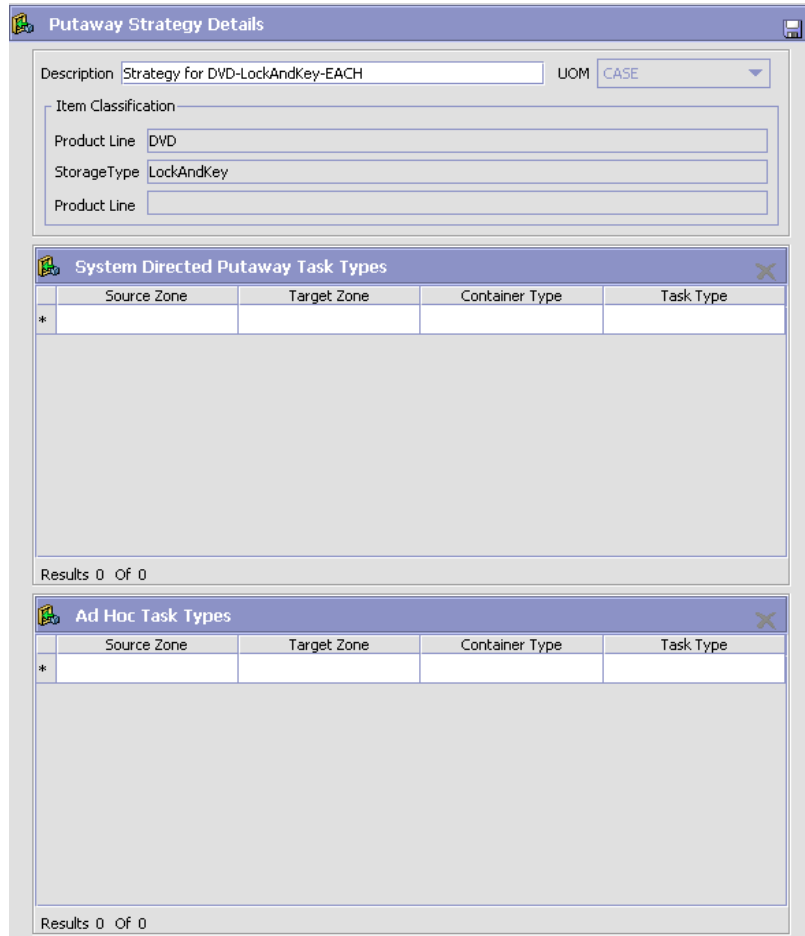 Putaway Strategy Details
Description Strategy for DVD-LockAndKey-EACH UOM CASE
Item Classification
Product Line DVD
StorageType LockAndKey
Product Line
System Directed Putaway Task Types
Source Zone Target Zone Container Type Task Type
*
Results 0 Of 0
Ad Hoc Task Types
Source Zone Target Zone Container Type Task Type
*
Results 0 Of 0